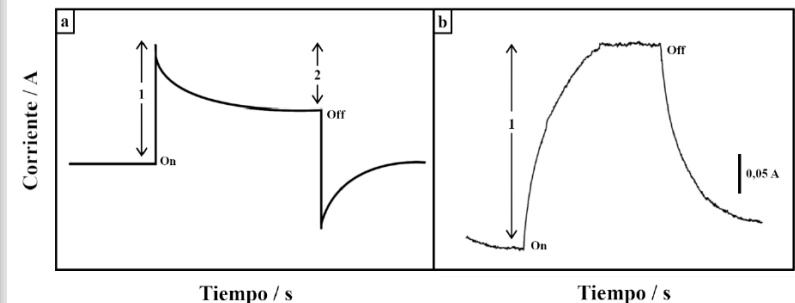 a
b
Corriente / A
1
2
On
Off
1
On
Off
0,05 A
Tiempo / s
Tiempo / s